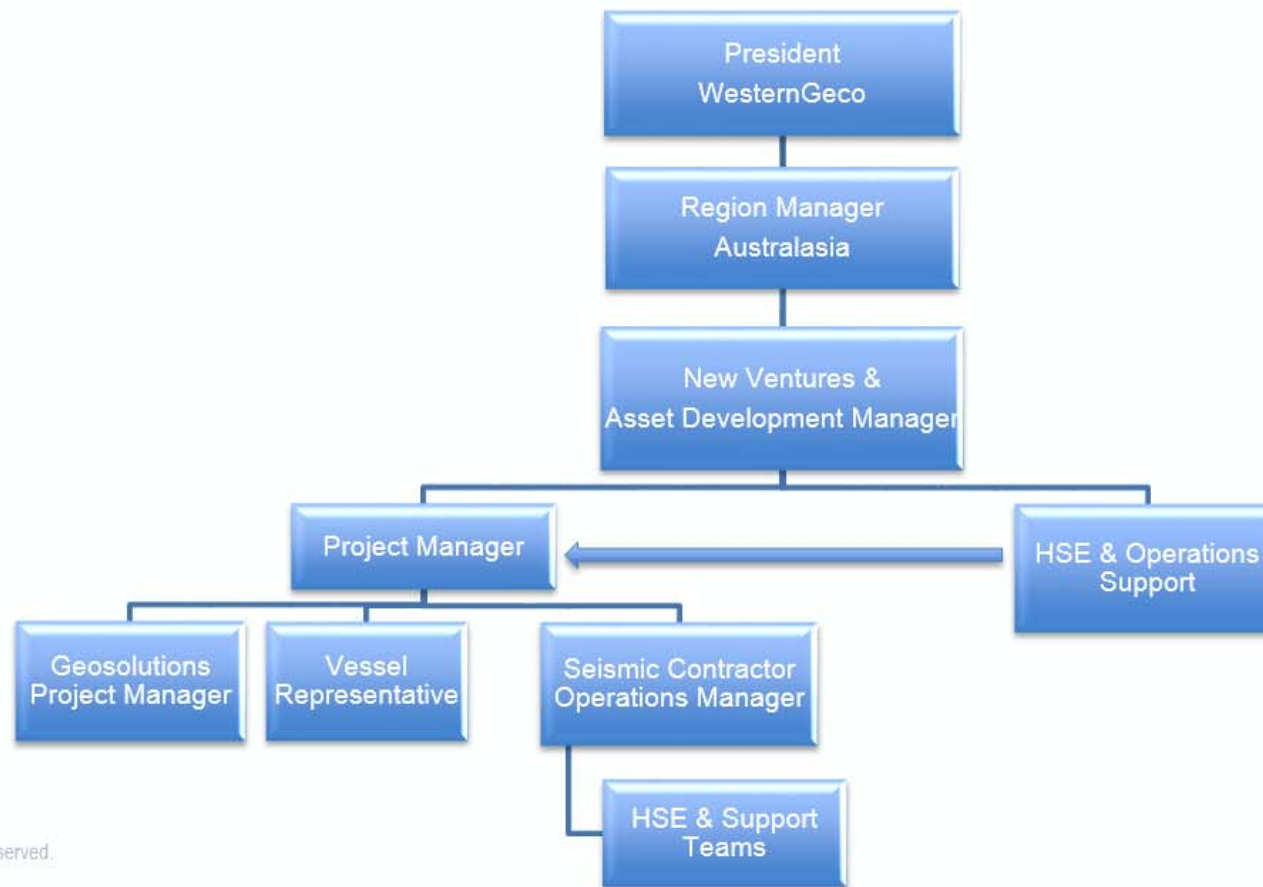 President
WesternGeco
Region Manager
Australasia
New Ventures &
Asset Development Manager
Project Manager
HSE & Operations
Support
Geosolutions
Project Manager
Vessel
Representative
Seismic Contractor
Operations Manager
HSE & Support
Teams
served.